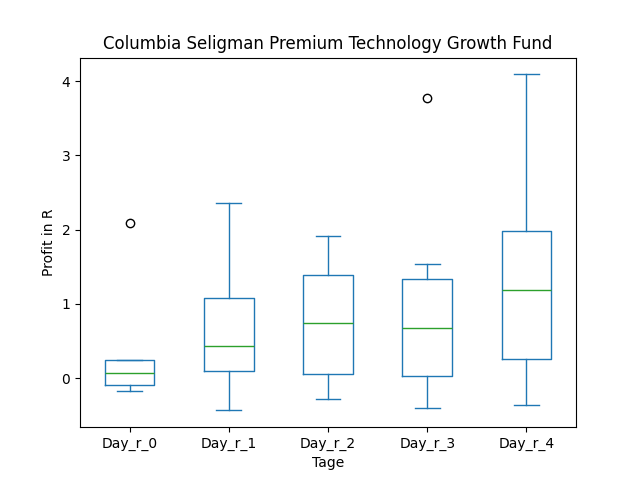 Columbia Seligman Premium Technology Growth Fund
Profit in R
4
3
2
1
0
Day_r_0 Day_r_1 Day_r_2 Day_r_3 Day_r_4
Tage